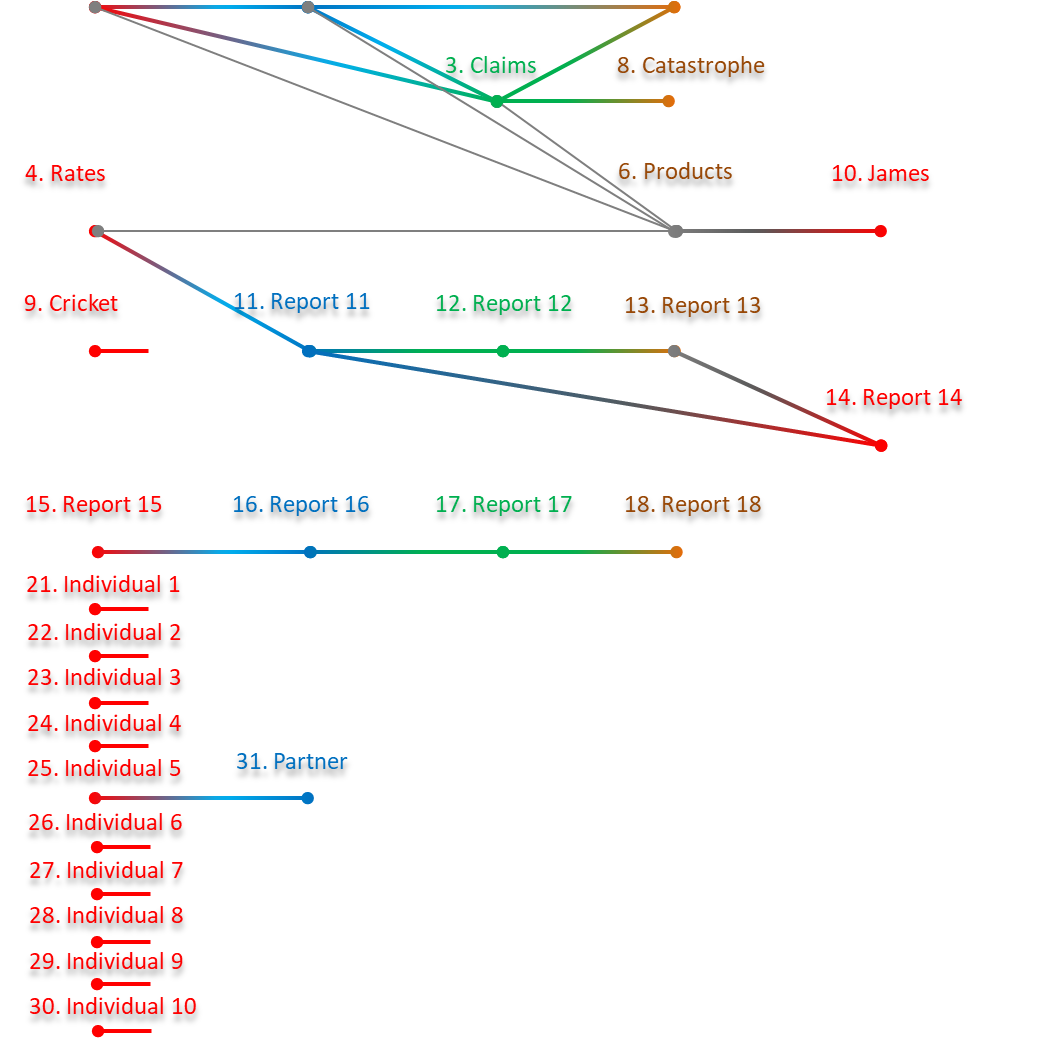 3. Claims
8. Catastrophe
4. Rates
6. Products
10. James
9. Cricket
11. Report 11
12. Report 12
13. Report 13
14. Report 14
15. Report 15
16. Report 16
17. Report 17
18. Report 18
21. Individual 1
22. Individual 2
23. Individual 3
24. Individual 4
25. Individual 5
31. Partner
26. Individual 6
27. Individual 7
28. Individual 8
29. Individual 9
30. Individual 10